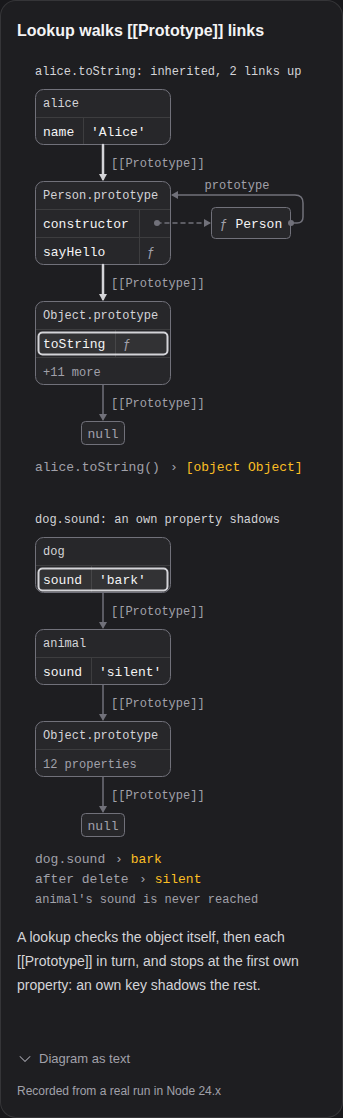 Lookup walks [[Prototype]] links
alice.toString: inherited, 2 links up
alice
name 'Alice'
[[Prototype]]
prototype
Person.prototype
constructor
ƒ Person
sayHello ƒ
[[Prototype]]
Object.prototype
toString ƒ
+11 more
[[Prototype]]
null
alice.toString() › [object Object]
dog.sound: an own property shadows
dog
sound 'bark'
[[Prototype]]
animal
sound 'silent'
[[Prototype]]
Object.prototype
12 properties
[[Prototype]]
null
dog.sound › bark
after delete › silent
animal's sound is never reached
A lookup checks the object itself, then each
[[Prototype]] in turn, and stops at the first own
property: an own key shadows the rest.
Diagram as text
Recorded from a real run in Node 24.x